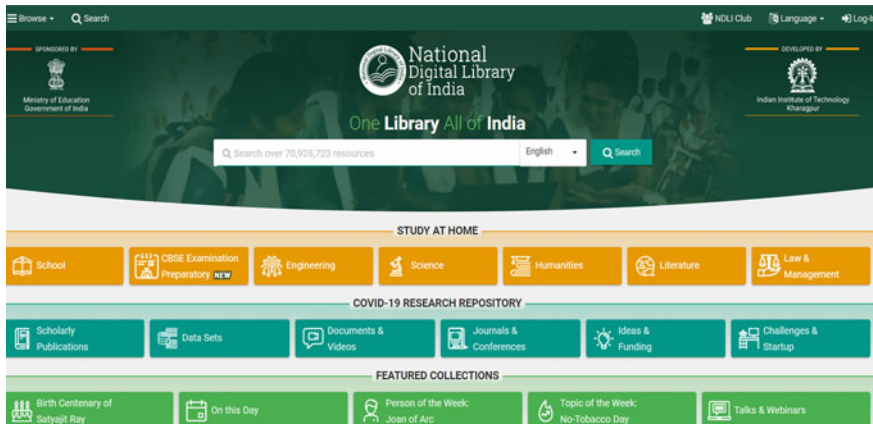 Browse
Search
NDLI Club
Language
Log-I
SPONSORED BY
Ministry of Education
Government of India
National
Digital Library
of India
One Library All of India
DEVELOPED BY
Indian Institute of Technology
Kharagpur
Search over 70,928,723 resources
English
Search
STUDY AT HOME
School
CBSE Examination
Preparatory NEW
Engineering
Science
Humanities
Literature
Law &
Management
COVID-19 RESEARCH REPOSITORY
Scholarly
Publications
Data Sets
Documents &
Videos
Journals &
Conferences
Ideas &
Funding
Challenges &
Startup
FEATURED COLLECTIONS
Birth Centenary of
Satyajit Ray
On this Day
Person of the Week:
Joan of Arc
Topic of the Week:
No-Tobacco Day
Talks & Webinars